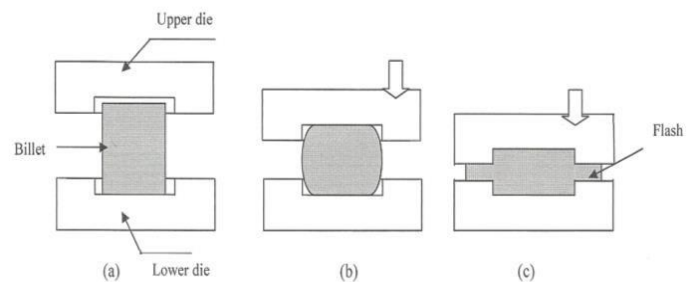 Upper die
Billet
Flash
Lower die
(a)
(b)
(c)